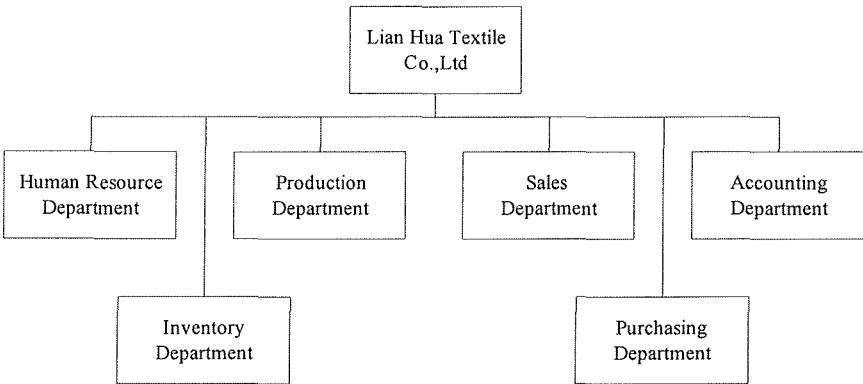 Lian Hua Textile
Co.,Ltd
Human Resource
Department
Production
Department
Sales
Department
Accounting
Department
Inventory
Department
Purchasing
Department